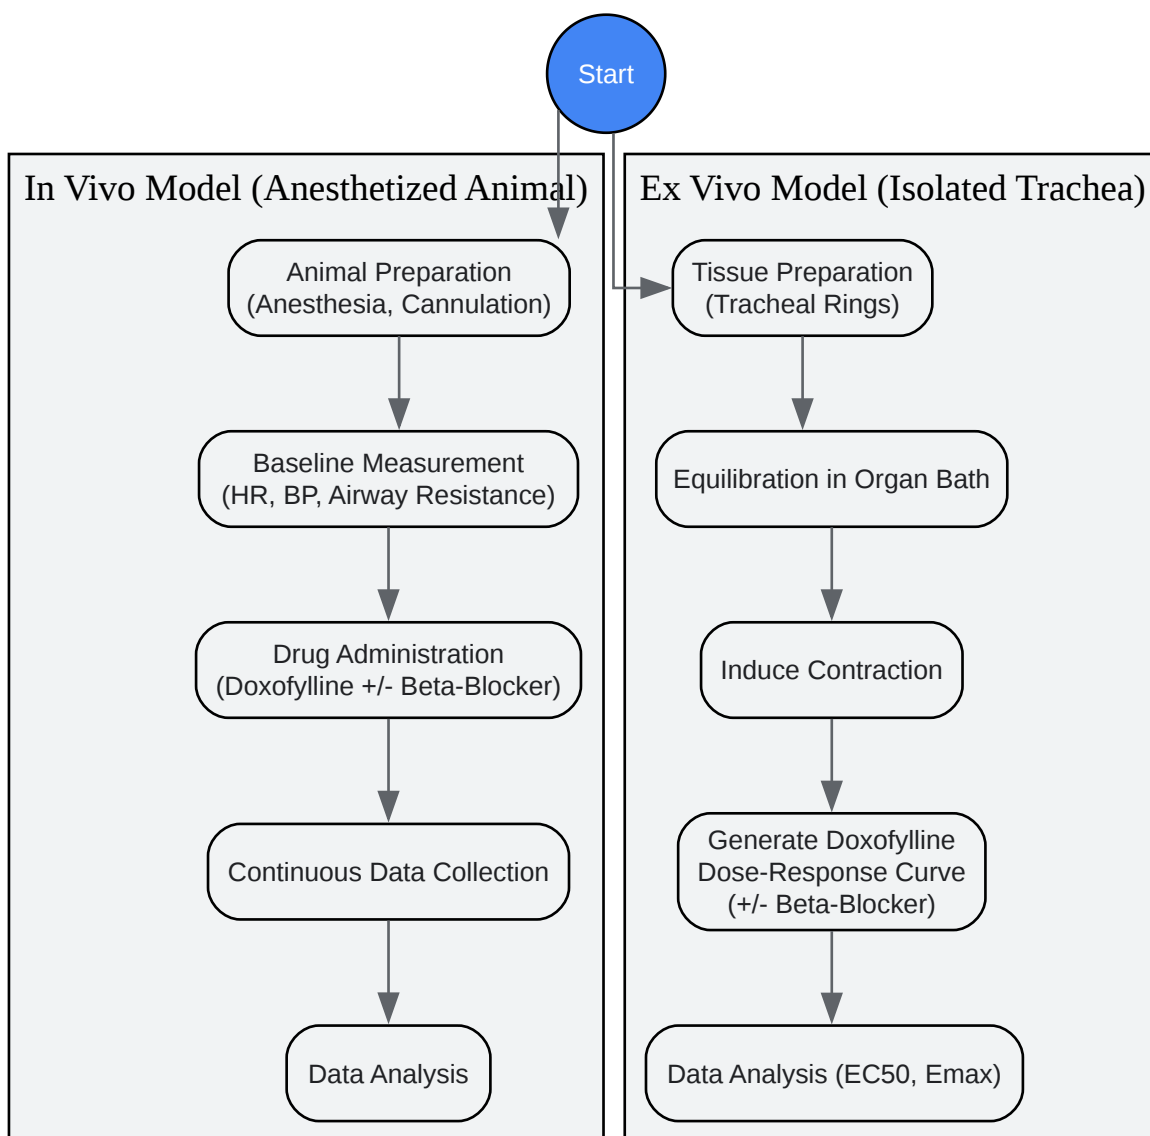 Start
In Vivo Model (Anesthetized Animal)
Animal Preparation
(Anesthesia, Cannulation)
Baseline Measurement
(HR, BP, Airway Resistance)
Drug Administration
(Doxofylline +/- Beta-Blocker)
Continuous Data Collection
Data Analysis
Ex Vivo Model (Isolated Trachea)
Tissue Preparation
(Tracheal Rings)
Equilibration in Organ Bath
Induce Contraction
Generate Doxofylline
Dose-Response Curve
(+/- Beta-Blocker)
Data Analysis (EC50, Emax)